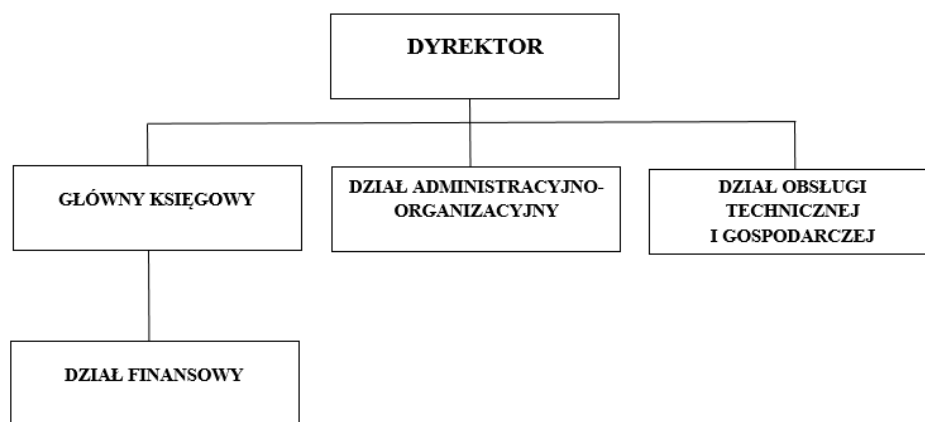 DYREKTOR
GŁÓWNY KSIĘGOWY
DZIAŁ ADMINISTRACYJNO-
ORGANIZACYJNY
DZIAŁ OBSŁUGI
TECHNICZNEJ
I GOSPODARCZEJ
DZIAŁ FINANSOWY